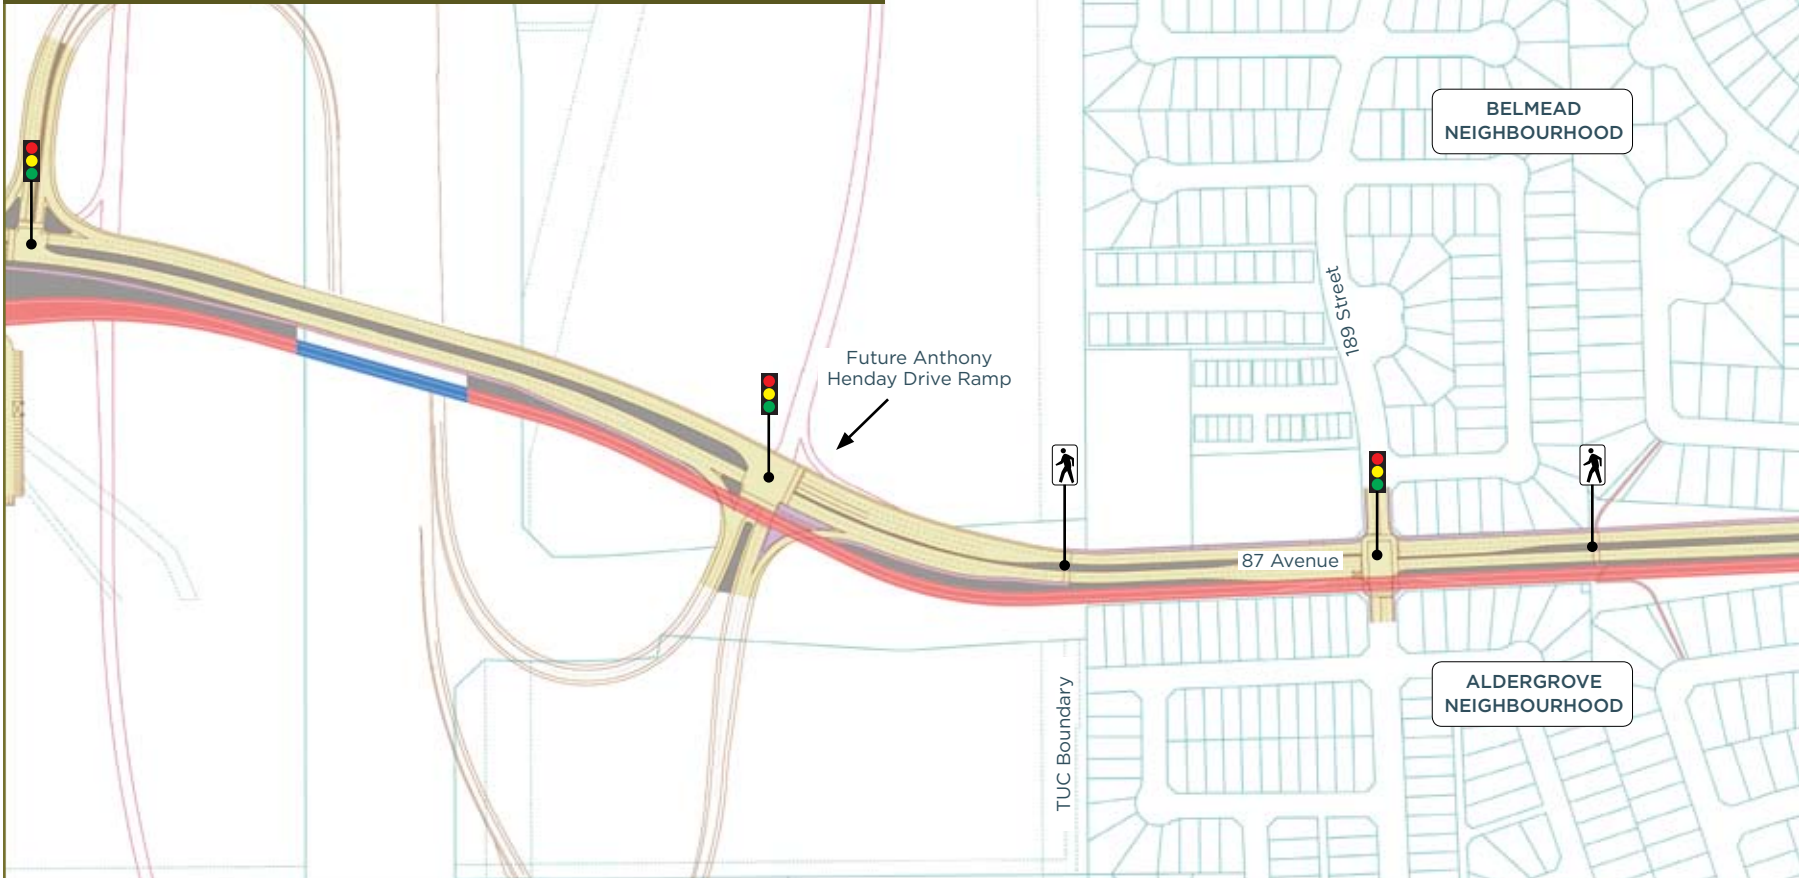 BELMEAD
NEIGHBOURHOOD
189 Street
Future Anthony
Henday Drive Ramp
87 Avenue
TUC Boundary
ALDERGROVE
NEIGHBOURHOOD